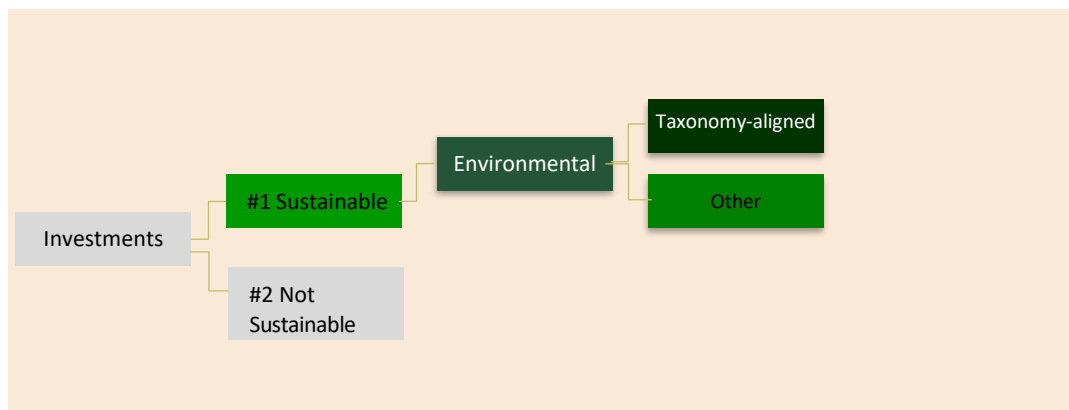 Taxonomy-aligned
Environmental
#1 Sustainable
Other
Investments
#2 Not
Sustainable